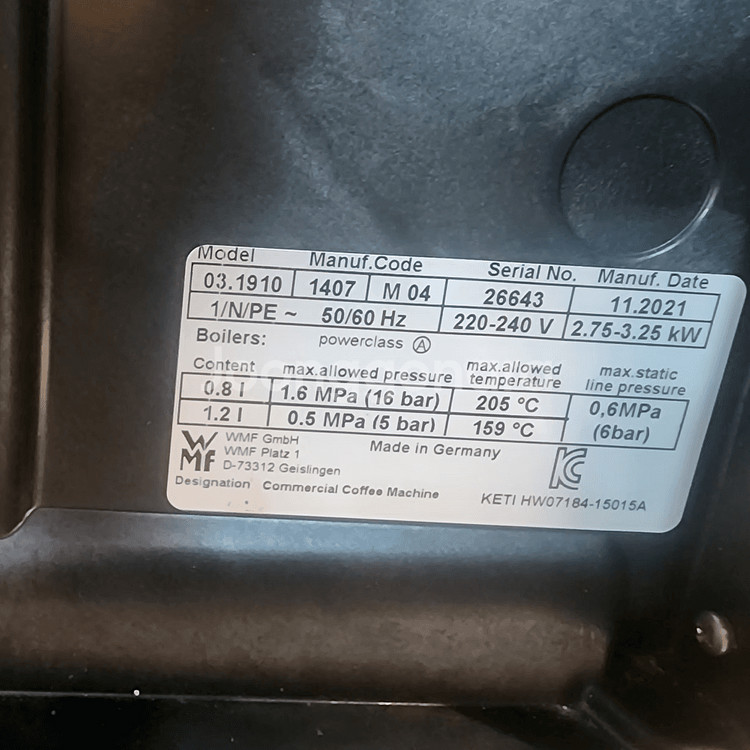 Model Manuf.Code Serial No. Manuf. Date
03.1910 1407 M 04 26643 11.2021
1/N/PE ~ 50/60 Hz 220-240 V 2.75-3.25 kW
Boilers: powerclass Ⓐ
Content max.allowed pressure max.allowed temperature max.static line pressure
0.8 l 1.6 MPa (16 bar) 205 °C 0,6MPa (6bar)
1.2 l 0.5 MPa (5 bar) 159 °C
WMF WMF GmbH Made in Germany
WMF Platz 1
D-73312 Geislingen
Designation Commercial Coffee Machine
KETI HW07184-15015A